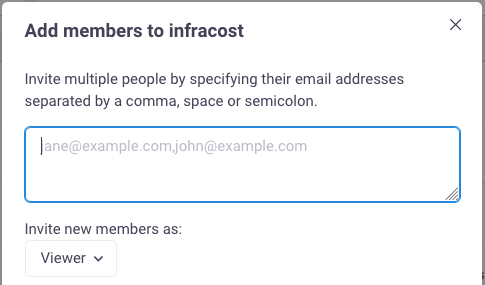 Add members to infracost
Invite multiple people by specifying their email addresses
separated by a comma, space or semicolon.
jane@example.com,john@example.com
Invite new members as:
Viewer